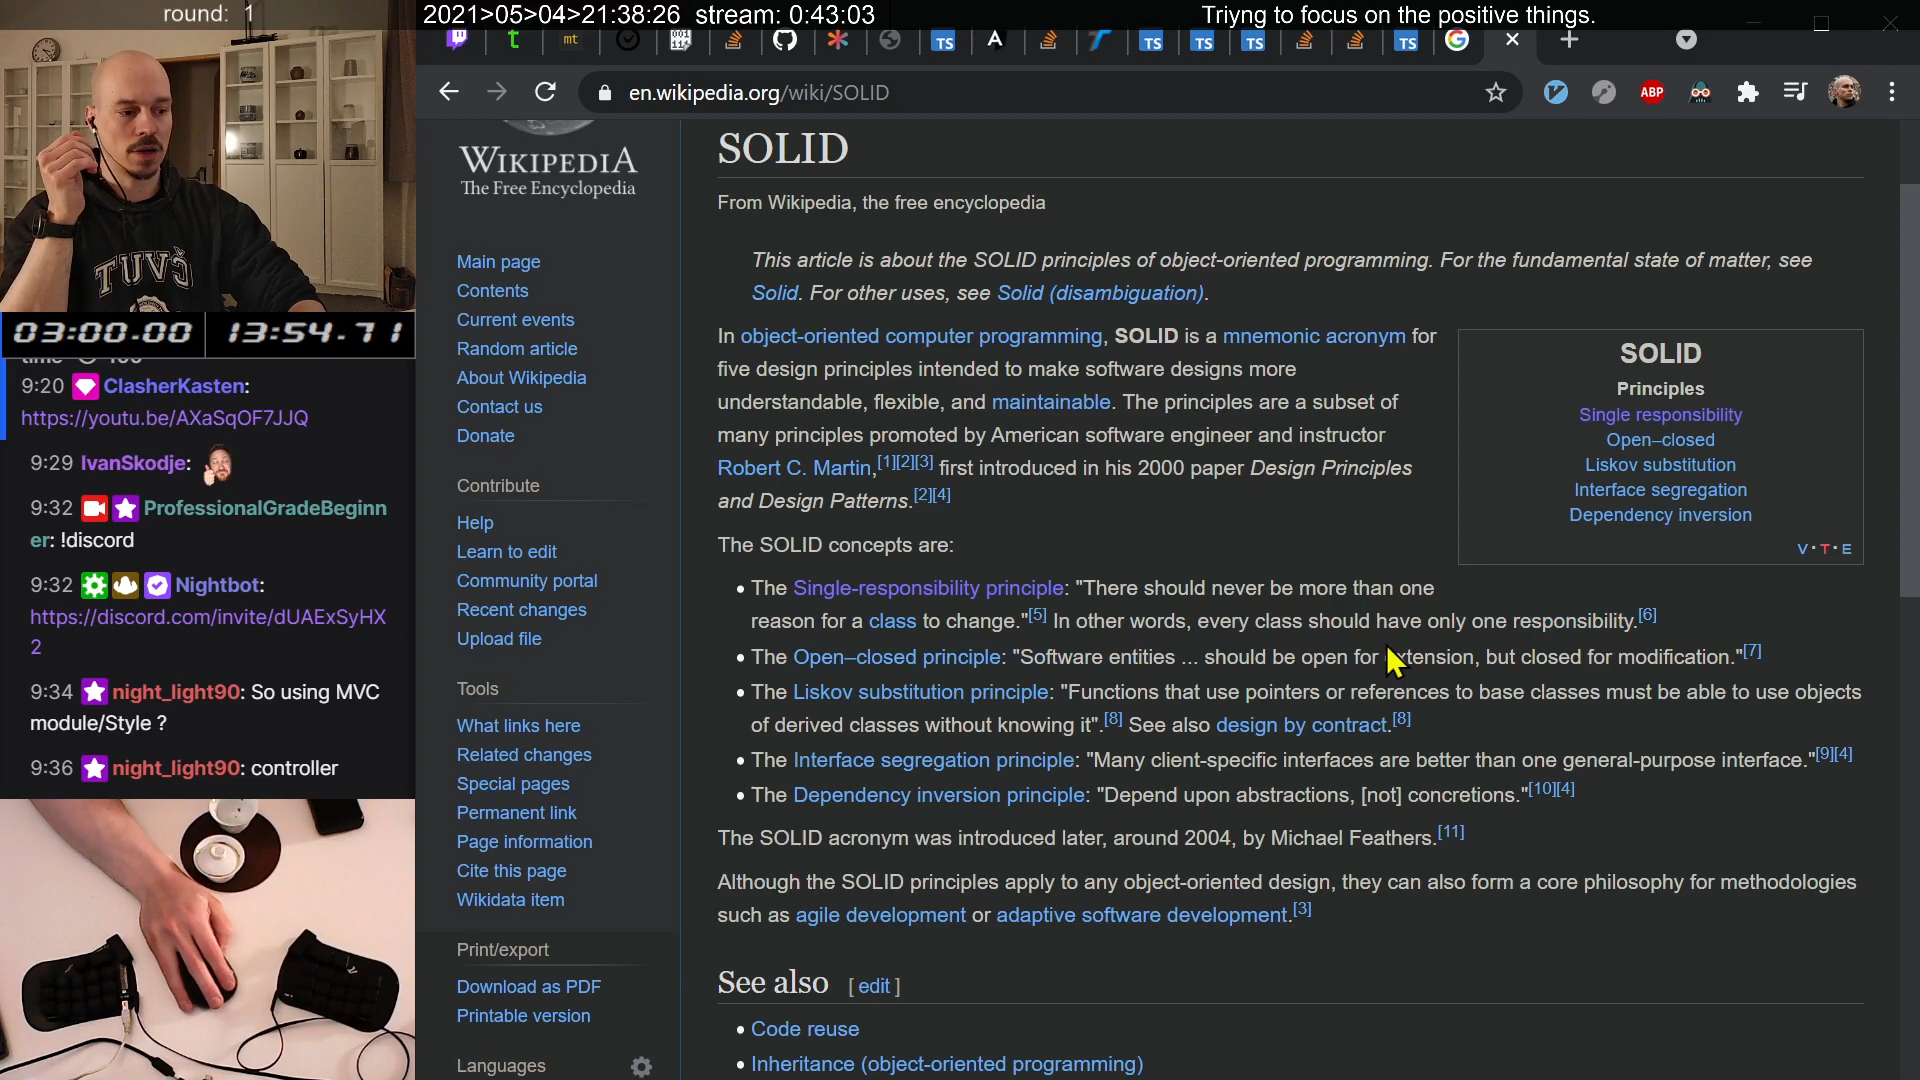 round: 1
2021>05>04>21:38:26 stream: 0:43:03
Triyng to focus on the positive things.
en.wikipedia.org/wiki/SOLID
ABP
TUVČ
03:00.00 13:54.71
9:20 ClasherKasten:
https://youtu.be/AXaSqOF7JJQ
9:29 IvanSkodje:
9:32 ProfessionalGradeBeginn
er: !discord
9:32 Nightbot:
https://discord.com/invite/dUAExSyHX
2
9:34 night_light90: So using MVC
module/Style ?
9:36 night_light90: controller
WIKIPEDIA
The Free Encyclopedia
Main page
Contents
Current events
Random article
About Wikipedia
Contact us
Donate
Contribute
Help
Learn to edit
Community portal
Recent changes
Upload file
Tools
What links here
Related changes
Special pages
Permanent link
Page information
Cite this page
Wikidata item
Print/export
Download as PDF
Printable version
Languages
SOLID
From Wikipedia, the free encyclopedia
This article is about the SOLID principles of object-oriented programming. For the fundamental state of matter, see
Solid. For other uses, see Solid (disambiguation).
In object-oriented computer programming, SOLID is a mnemonic acronym for
five design principles intended to make software designs more
understandable, flexible, and maintainable. The principles are a subset of
many principles promoted by American software engineer and instructor
Robert C. Martin,[1][2][3] first introduced in his 2000 paper Design Principles
and Design Patterns.[2][4]
SOLID
Principles
Single responsibility
Open–closed
Liskov substitution
Interface segregation
Dependency inversion
V·T·E
The SOLID concepts are:
• The Single-responsibility principle: "There should never be more than one
reason for a class to change."[5] In other words, every class should have only one responsibility.[6]
• The Open–closed principle: "Software entities ... should be open for extension, but closed for modification."[7]
• The Liskov substitution principle: "Functions that use pointers or references to base classes must be able to use objects
of derived classes without knowing it".[8] See also design by contract.[8]
• The Interface segregation principle: "Many client-specific interfaces are better than one general-purpose interface."[9][4]
• The Dependency inversion principle: "Depend upon abstractions, [not] concretions."[10][4]
The SOLID acronym was introduced later, around 2004, by Michael Feathers.[11]
Although the SOLID principles apply to any object-oriented design, they can also form a core philosophy for methodologies
such as agile development or adaptive software development.[3]
See also [ edit ]
• Code reuse
• Inheritance (object-oriented programming)